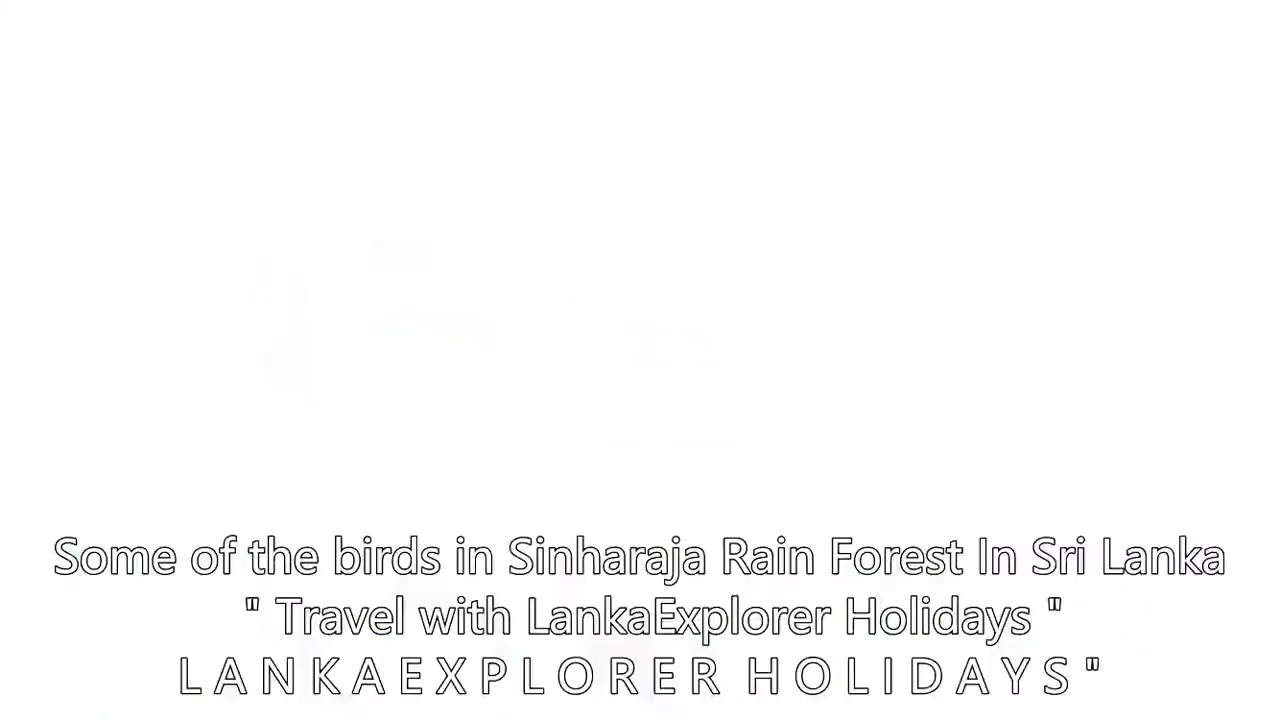 Some of the birds in Sinharaja Rain Forest In Sri Lanka
" Travel with LankaExplorer Holidays "
L A N K A E X P L O R E R  H O L I D A Y S "